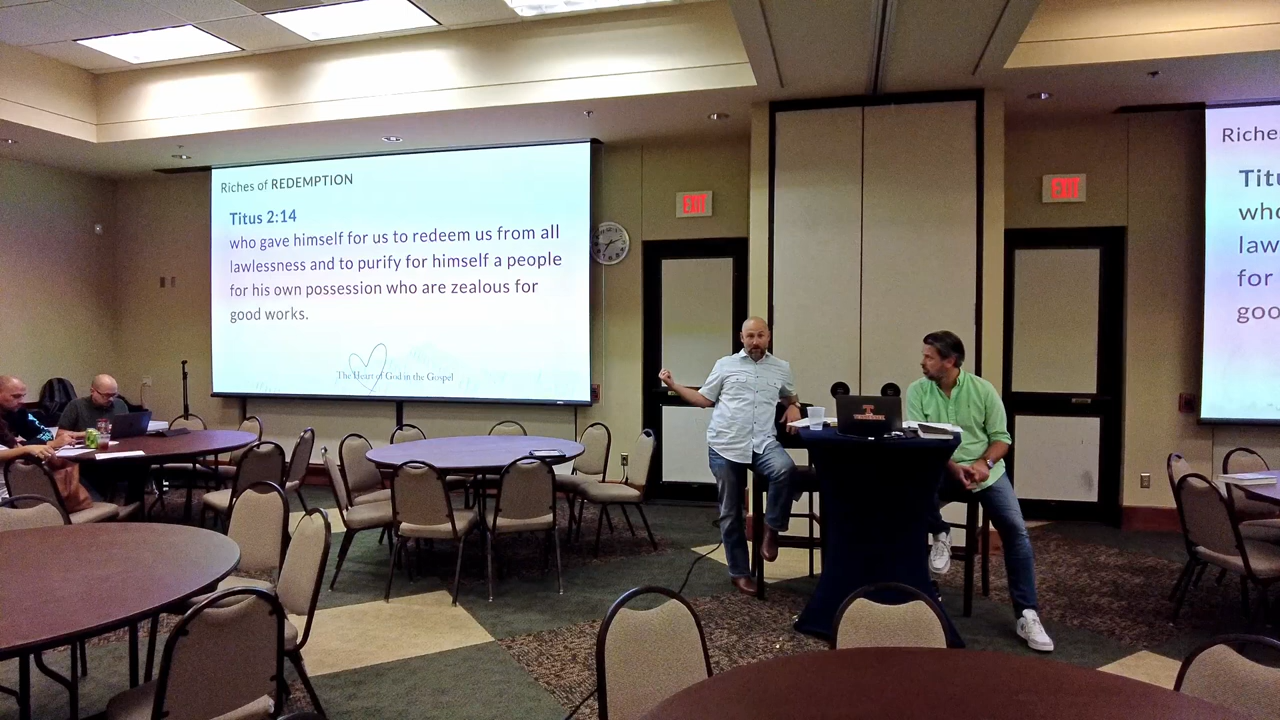 Riches of REDEMPTION
Titus 2:14
who gave himself for us to redeem us from all
lawlessness and to purify for himself a people
for his own possession who are zealous for
good works.
The Heart of God in the Gospel
EXIT
EXIT
Riche
Titu
who
law
for
goo
T